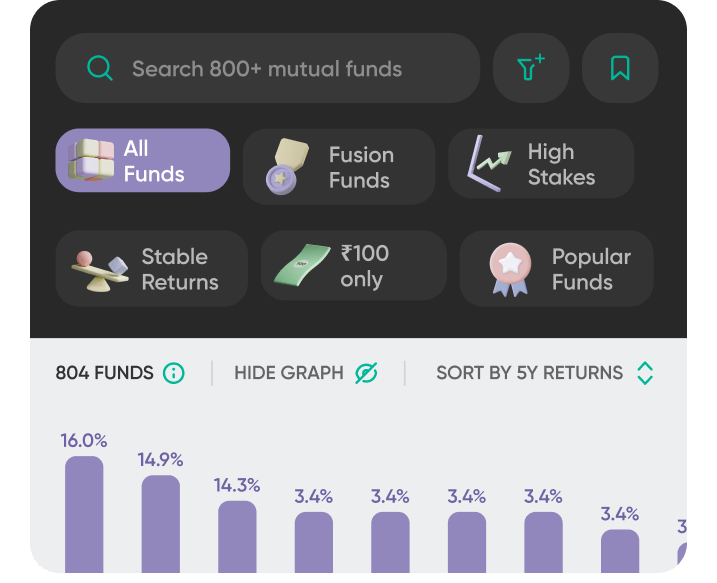 Search 800+ mutual funds
All
Funds
Fusion
Funds
High
Stakes
Stable
Returns
₹100
only
Popular
Funds
804 FUNDS
HIDE GRAPH
SORT BY 5Y RETURNS
16.0%
14.9%
14.3%
3.4%
3.4%
3.4%
3.4%
3.4%